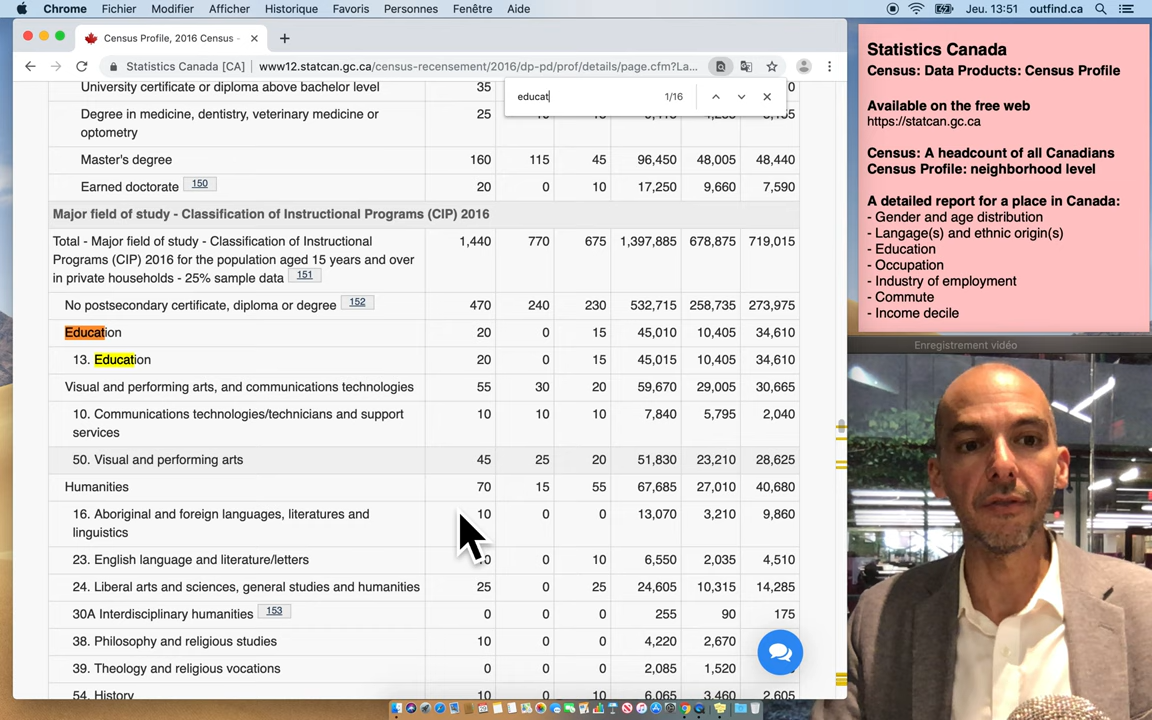 Chrome Fichier Modifier Afficher Historique Favoris Personnes Fenêtre Aide Jeu. 13:51 outfind.ca
Census Profile, 2016 Census -
Statistics Canada [CA] www12.statcan.gc.ca/census-recensement/2016/dp-pd/prof/details/page.cfm?La...
educat 1/16
University certificate or diploma above bachelor level 35
Degree in medicine, dentistry, veterinary medicine or 25
optometry
Master's degree 160 115 45 96,450 48,005 48,440
Earned doctorate 150 20 0 10 17,250 9,660 7,590
Major field of study - Classification of Instructional Programs (CIP) 2016
Total - Major field of study - Classification of Instructional 1,440 770 675 1,397,885 678,875 719,015
Programs (CIP) 2016 for the population aged 15 years and over
in private households - 25% sample data 151
No postsecondary certificate, diploma or degree 152 470 240 230 532,715 258,735 273,975
Education 20 0 15 45,010 10,405 34,610
13. Education 20 0 15 45,015 10,405 34,610
Visual and performing arts, and communications technologies 55 30 20 59,670 29,005 30,665
10. Communications technologies/technicians and support 10 10 10 7,840 5,795 2,040
services
50. Visual and performing arts 45 25 20 51,830 23,210 28,625
Humanities 70 15 55 67,685 27,010 40,680
16. Aboriginal and foreign languages, literatures and 10 0 0 13,070 3,210 9,860
linguistics
23. English language and literature/letters 0 10 6,550 2,035 4,510
24. Liberal arts and sciences, general studies and humanities 25 0 25 24,605 10,315 14,285
30A Interdisciplinary humanities 153 0 0 0 255 90 175
38. Philosophy and religious studies 10 0 0 4,220 2,670
39. Theology and religious vocations 0 0 0 2,085 1,520
54. History 10 0 10 6,065 3,460 2,605
Statistics Canada
Census: Data Products: Census Profile
Available on the free web
https://statcan.gc.ca
Census: A headcount of all Canadians
Census Profile: neighborhood level
A detailed report for a place in Canada:
- Gender and age distribution
- Langage(s) and ethnic origin(s)
- Education
- Occupation
- Industry of employment
- Commute
- Income decile
Enregistrement vidéo